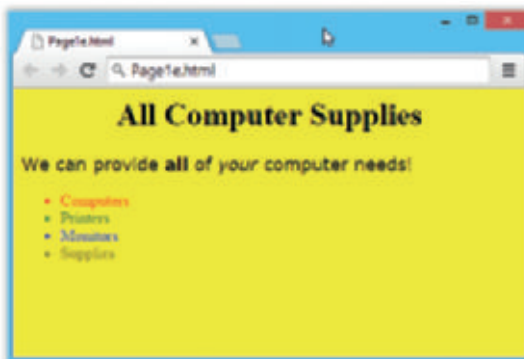 Page1e.html
Page1e.html
All Computer Supplies
We can provide all of your computer needs!
Computers
Printers
Monitors
Supplies